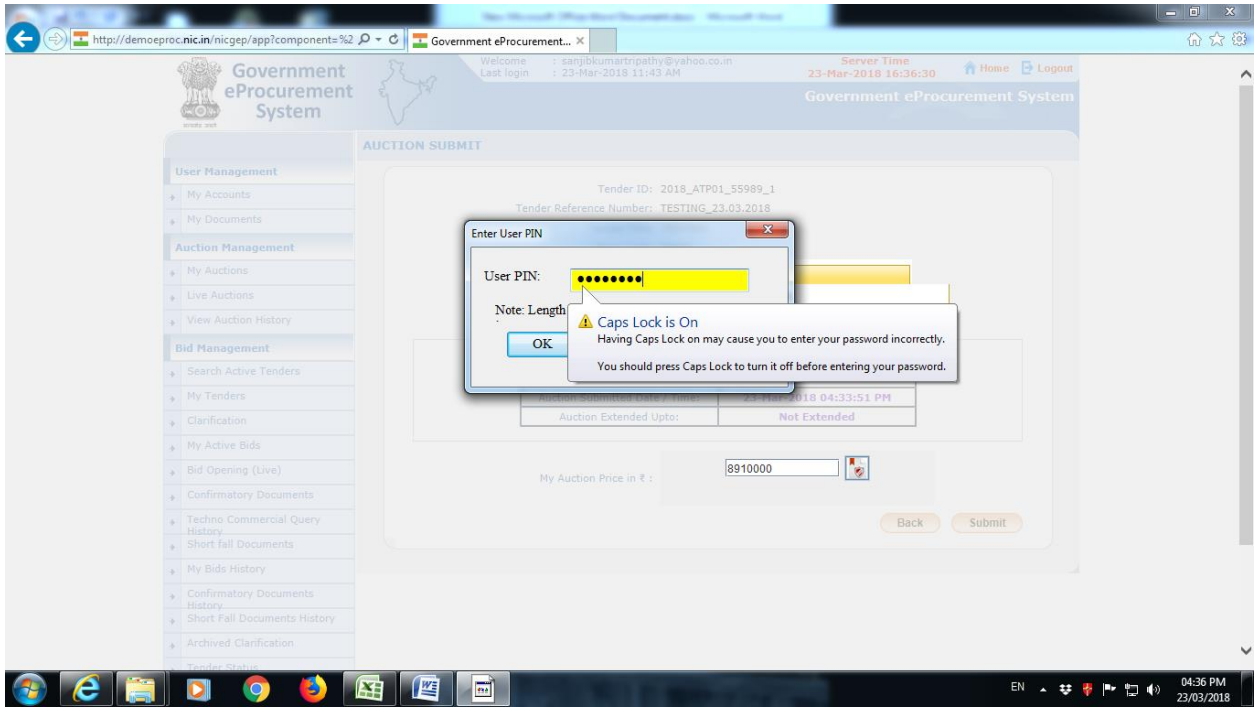 New Microsoft Office Word Document.docx - Microsoft Word
http://demoeproc.nic.in/nicgep/app?component=%2
Government eProcurement...
Government
eProcurement
System
Welcome : sanjibkumartripathy@yahoo.co.in
Last login : 23-Mar-2018 11:43 AM
Server Time
23-Mar-2018 16:36:30
Home
Logout
Government eProcurement System
AUCTION SUBMIT
User Management
My Accounts
My Documents
Auction Management
My Auctions
Live Auctions
View Auction History
Bid Management
Search Active Tenders
My Tenders
Clarification
My Active Bids
Bid Opening (Live)
Confirmatory Documents
Techno Commercial Query
History
Short fall Documents
My Bids History
Confirmatory Documents
History
Short Fall Documents History
Archived Clarification
Tender Status
Tender ID: 2018_ATP01_55989_1
Tender Reference Number: TESTING_23.03.2018
Enter User PIN
User PIN: ●●●●●●●●
Note: Length
OK
Caps Lock is On
Having Caps Lock on may cause you to enter your password incorrectly.
You should press Caps Lock to turn it off before entering your password.
Auction Submitted Date / Time: 23-Mar-2018 04:33:51 PM
Auction Extended Upto: Not Extended
My Auction Price in ₹ : 8910000
Back
Submit
EN
04:36 PM
23/03/2018